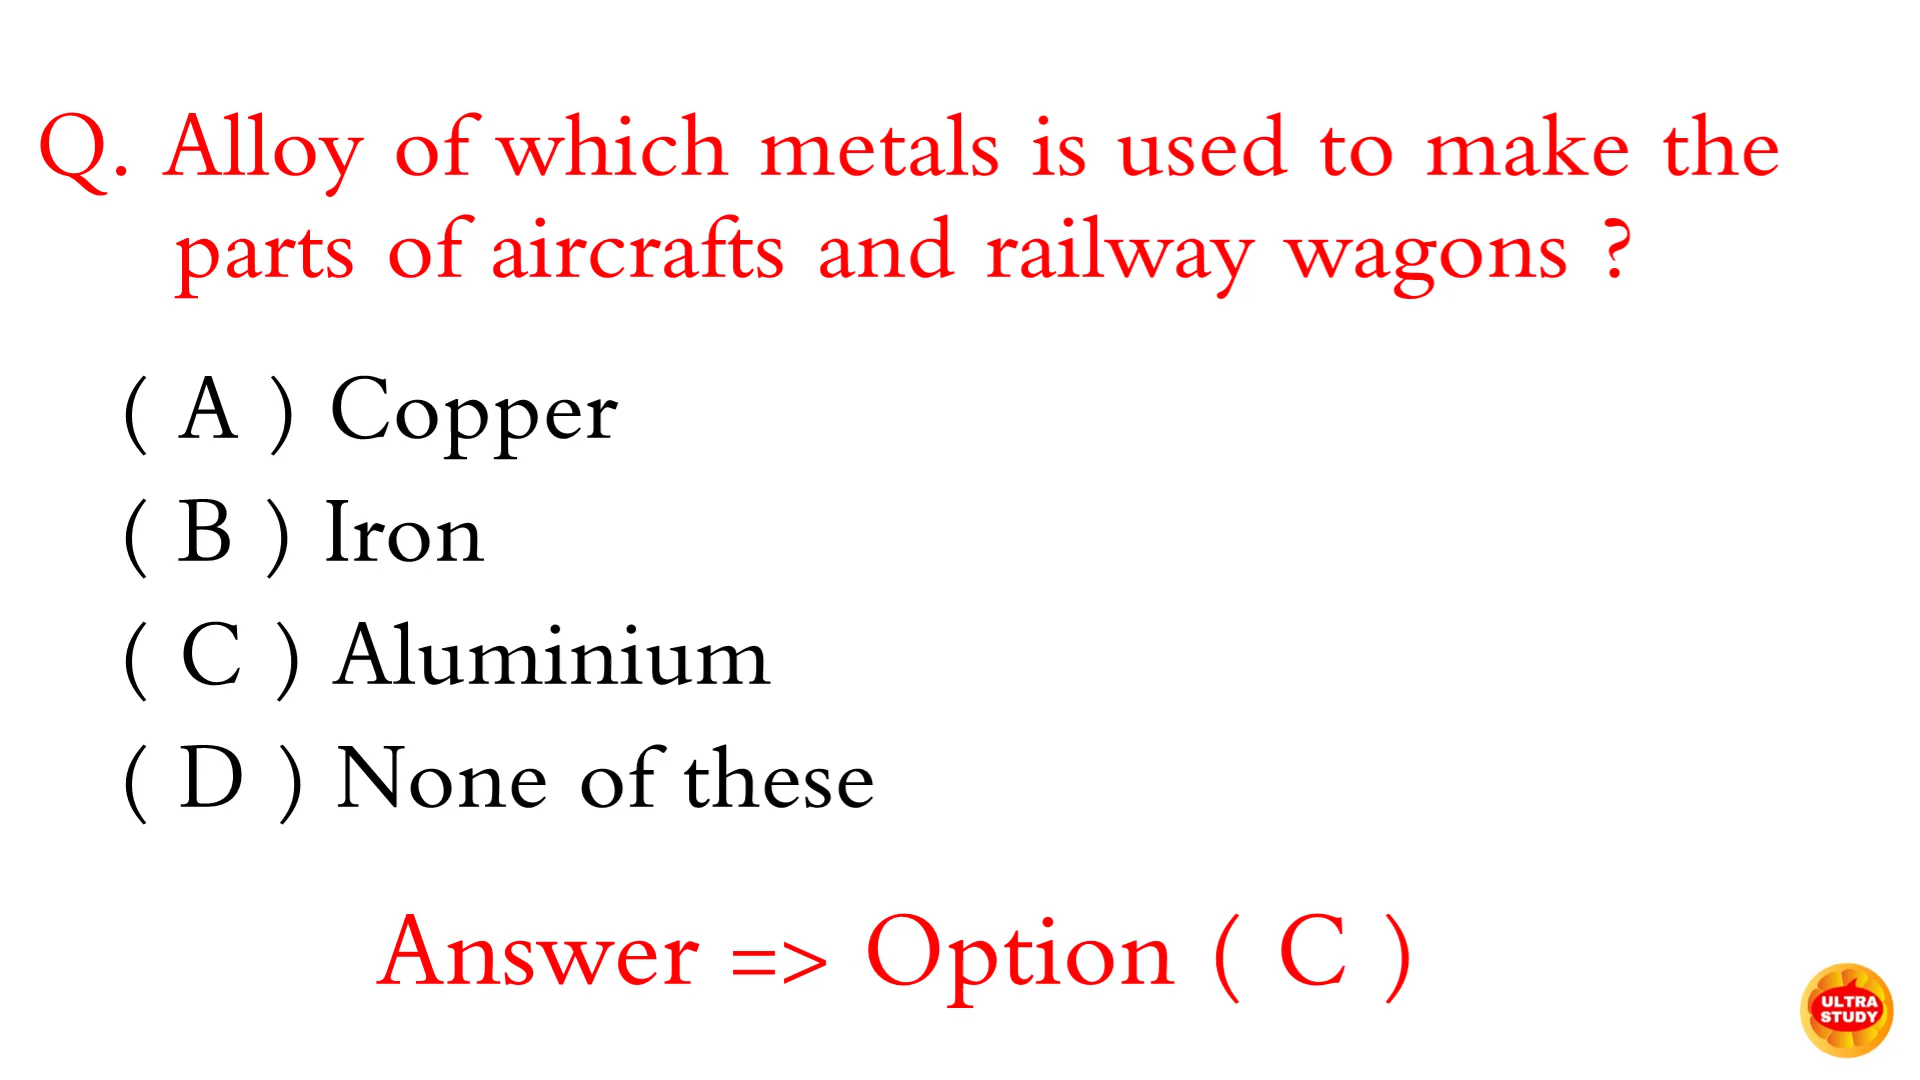 Q. Alloy of which metals is used to make the
parts of aircrafts and railway wagons ?
( A ) Copper
( B ) Iron
( C ) Aluminium
( D ) None of these
Answer => Option ( C )
ULTRA
STUDY